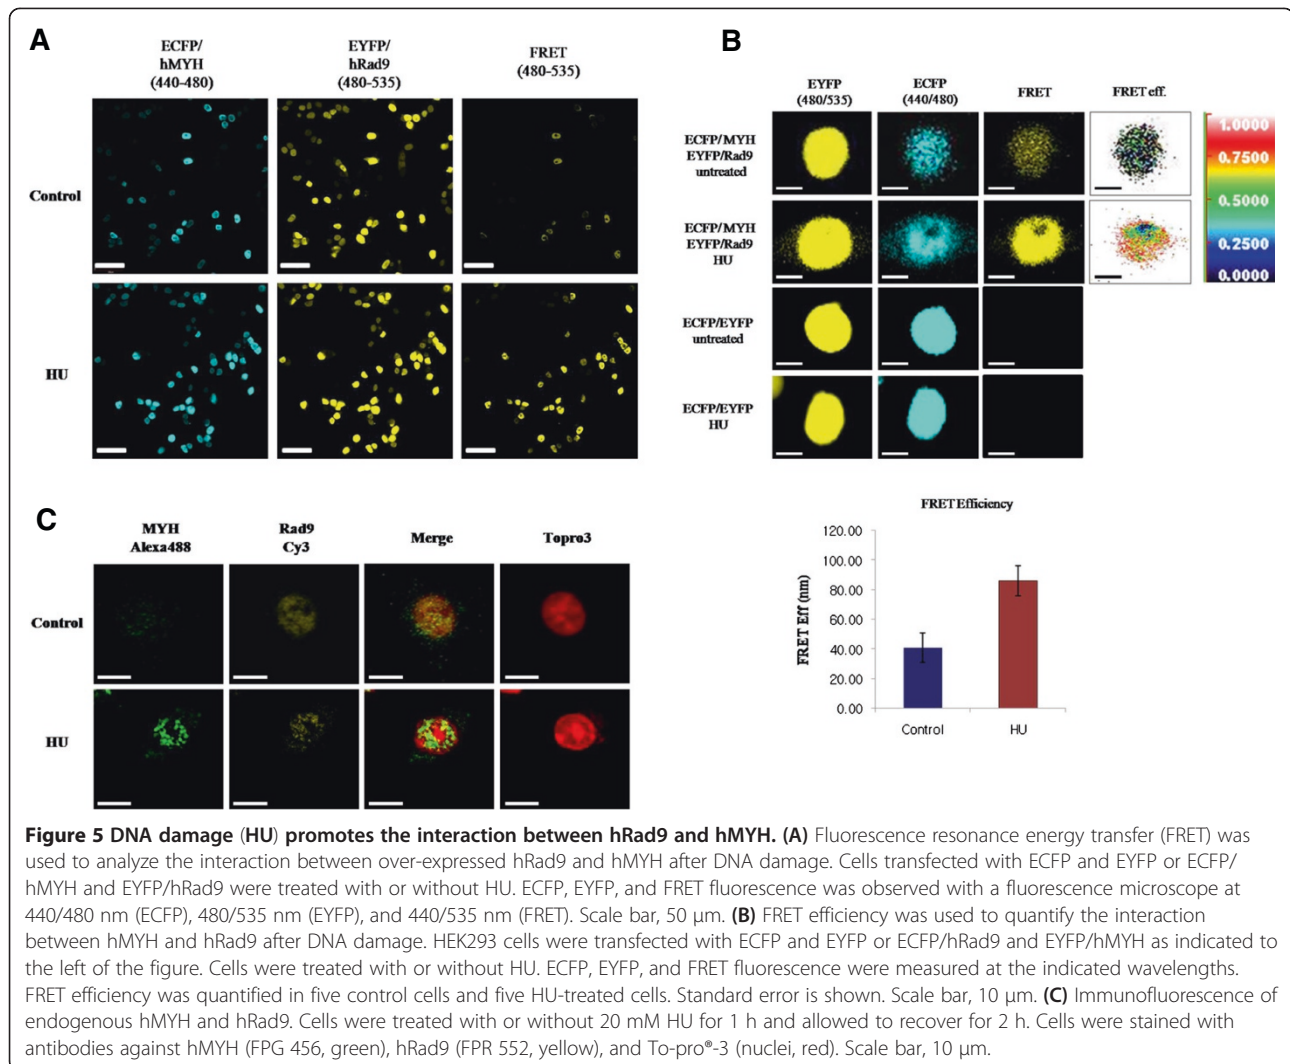 A
ECFP/
hMYH
(440-480)
EYFP/
hRad9
(480-535)
FRET
(480-535)
Control
HU
B
EYFP
(480/535)
ECFP
(440/480)
FRET
FRET eff.
ECFP/MYH
EYFP/Rad9
untreated
ECFP/MYH
EYFP/Rad9
HU
ECFP/EYFP
untreated
ECFP/EYFP
HU
1.0000
0.7500
0.5000
0.2500
0.0000
FRET Efficiency
FRET Eff (nm)
120.00
100.00
80.00
60.00
40.00
20.00
0.00
Control
HU
C
MYH
Alexa488
Rad9
Cy3
Merge
Topro3
Control
HU
Figure 5 DNA damage (HU) promotes the interaction between hRad9 and hMYH. (A) Fluorescence resonance energy transfer (FRET) was
used to analyze the interaction between over-expressed hRad9 and hMYH after DNA damage. Cells transfected with ECFP and EYFP or ECFP/
hMYH and EYFP/hRad9 were treated with or without HU. ECFP, EYFP, and FRET fluorescence was observed with a fluorescence microscope at
440/480 nm (ECFP), 480/535 nm (EYFP), and 440/535 nm (FRET). Scale bar, 50 μm. (B) FRET efficiency was used to quantify the interaction
between hMYH and hRad9 after DNA damage. HEK293 cells were transfected with ECFP and EYFP or ECFP/hRad9 and EYFP/hMYH as indicated to
the left of the figure. Cells were treated with or without HU. ECFP, EYFP, and FRET fluorescence were measured at the indicated wavelengths.
FRET efficiency was quantified in five control cells and five HU-treated cells. Standard error is shown. Scale bar, 10 μm. (C) Immunofluorescence of
endogenous hMYH and hRad9. Cells were treated with or without 20 mM HU for 1 h and allowed to recover for 2 h. Cells were stained with
antibodies against hMYH (FPG 456, green), hRad9 (FPR 552, yellow), and To-pro®-3 (nuclei, red). Scale bar, 10 μm.